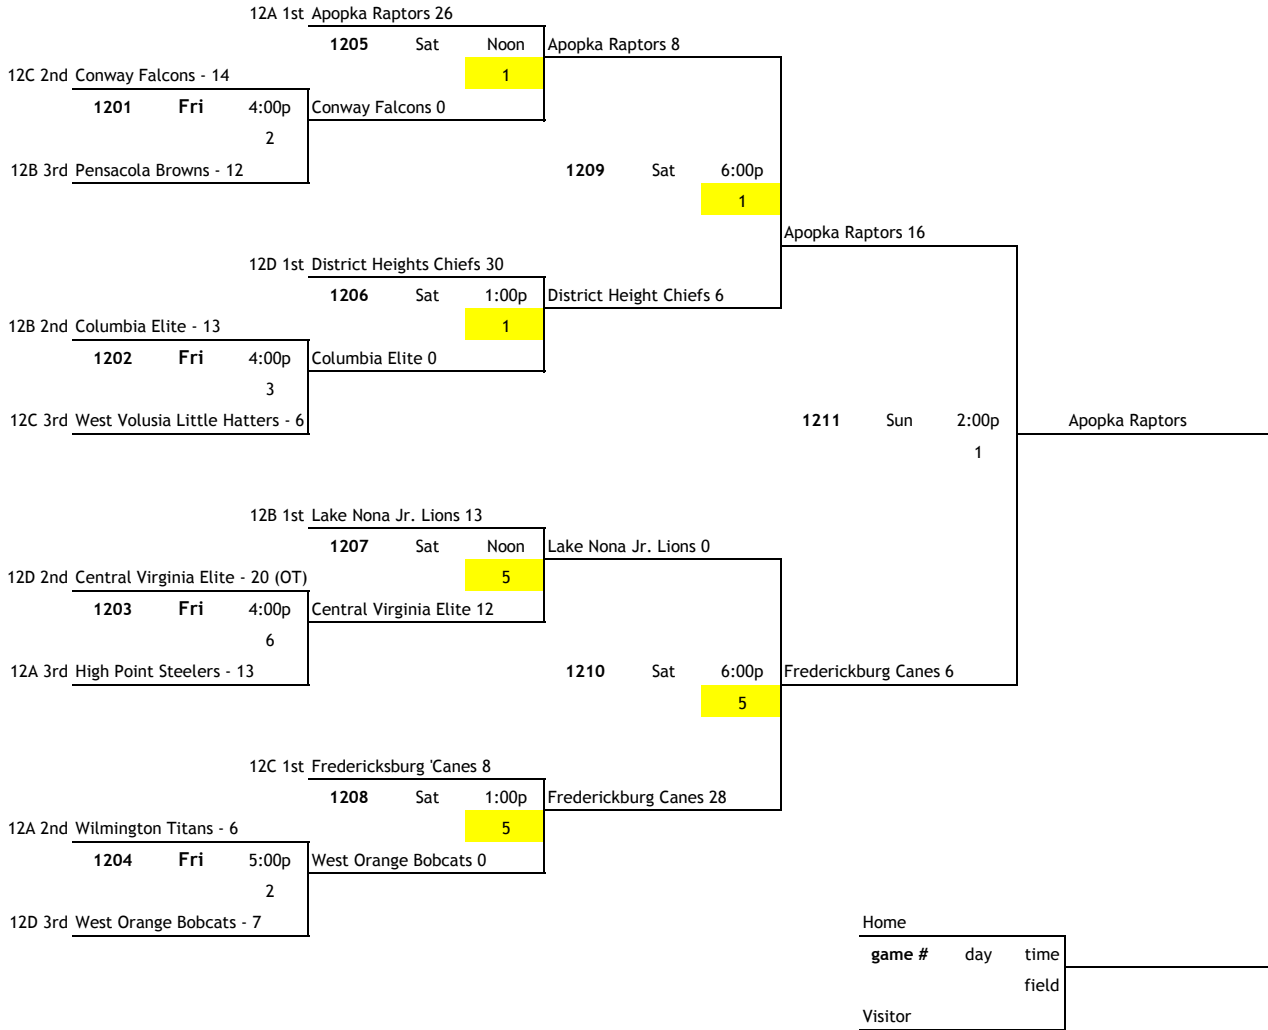 12A 1st Apopka Raptors 26
1205 Sat Noon Apopka Raptors 8
12C 2nd Conway Falcons - 14 1
1201 Fri 4:00p Conway Falcons 0
2
12B 3rd Pensacola Browns - 12 1209 Sat 6:00p
1
Apopka Raptors 16
12D 1st District Heights Chiefs 30
1206 Sat 1:00p District Height Chiefs 6
12B 2nd Columbia Elite - 13 1
1202 Fri 4:00p Columbia Elite 0
3
12C 3rd West Volusia Little Hatters - 6 1211 Sun 2:00p Apopka Raptors
1
12B 1st Lake Nona Jr. Lions 13
1207 Sat Noon Lake Nona Jr. Lions 0
12D 2nd Central Virginia Elite - 20 (OT) 5
1203 Fri 4:00p Central Virginia Elite 12
6
12A 3rd High Point Steelers - 13 1210 Sat 6:00p Frederickburg Canes 6
5
12C 1st Fredericksburg 'Canes 8
1208 Sat 1:00p Frederickburg Canes 28
12A 2nd Wilmington Titans - 6 5
1204 Fri 5:00p West Orange Bobcats 0
2
12D 3rd West Orange Bobcats - 7 Home
game # day time
field
Visitor